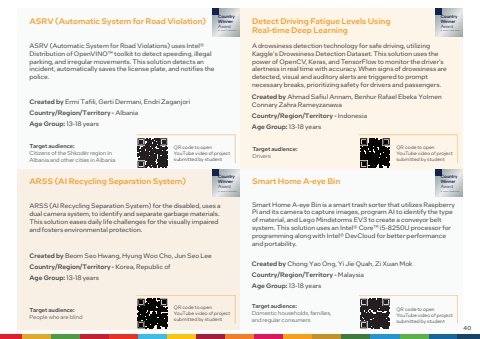 ASRV (Automatic System for Road Violation)
Country
Winner
Award
ASRV (Automatic System for Road Violations) uses Intel®
Distribution of OpenVINO™ toolkit to detect speeding, illegal
parking, and irregular movements. This solution detects an
incident, automatically saves the license plate, and notifies the
police.
Created by Ermi Tafili, Gerti Dermani, Endri Zaganjori
Country/Region/Territory - Albania
Age Group: 13-18 years
Target audience:
Citizens of the Shkodër region in
Albania and other cities in Albania
QR code to open
YouTube video of project
submitted by student
Detect Driving Fatigue Levels Using
Real-time Deep Learning
Country
Winner
Award
A drowsiness detection technology for safe driving, utilizing
Kaggle's Drowsiness Dataset. This solution uses the
power of OpenCV, Keras, and TensorFlow to monitor the driver's
alertness in real time with accuracy. When signs of drowsiness are
detected, visual and auditory alerts are triggered to prompt
necessary breaks, prioritizing safety for drivers and passengers.
Created by Ahmad Saiful Annam, Benhur Rafael Ebeka Yolmen
Connary Zahra Rameyzanawa
Country/Region/Territory - Indonesia
Age Group: 13-18 years
Target audience:
Drivers
QR code to open
YouTube video of project
submitted by student
ARSS (AI Recycling Separation System)
Country
Winner
Award
ARSS (AI Recycling Separation System) for the disabled, uses a
dual camera system, to identify and separate garbage materials.
This solution eases daily life challenges for the visually impaired
and fosters environmental protection.
Created by Beom Seo Hwang, Hyung Woo Cho, Jun Seo Lee
Country/Region/Territory - Korea, Republic of
Age Group: 13-18 years
Target audience:
People who are blind
QR code to open
YouTube video of project
submitted by student
Smart Home A-eye Bin
Country
Winner
Award
Smart Home A-eye Bin is a smart trash sorter that utilizes Raspberry
Pi and its camera to capture images, program AI to identify the type
of material, and Lego Mindstorms EV3 to create a conveyor belt
system. This solution uses an Intel® Core™ i5-8250U processor for
programming along with Intel® DevCloud for better performance
and portability.
Created by Chong Yao Ong, Yi Jie Quah, Zi Xuan Mok
Country/Region/Territory - Malaysia
Age Group: 13-18 years
Target audience:
Domestic households, families,
and regular consumers
QR code to open
YouTube video of project
submitted by student
40